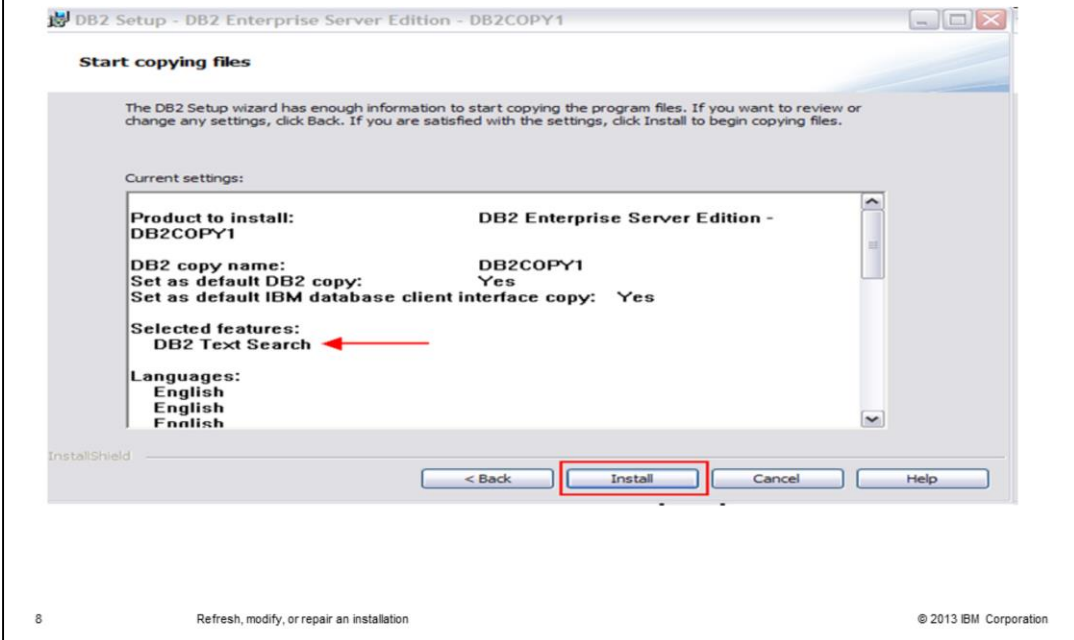 DB2 Setup - DB2 Enterprise Server Edition - DB2COPY1
Start copying files
The DB2 Setup wizard has enough information to start copying the program files. If you want to review or
change any settings, click Back. If you are satisfied with the settings, click Install to begin copying files.
Current settings:
Product to install: DB2 Enterprise Server Edition -
DB2COPY1
DB2 copy name: DB2COPY1
Set as default DB2 copy: Yes
Set as default IBM database client interface copy: Yes
Selected features:
DB2 Text Search
Languages:
English
English
English
InstallShield
< Back Install Cancel Help
8 Refresh, modify, or repair an installation © 2013 IBM Corporation